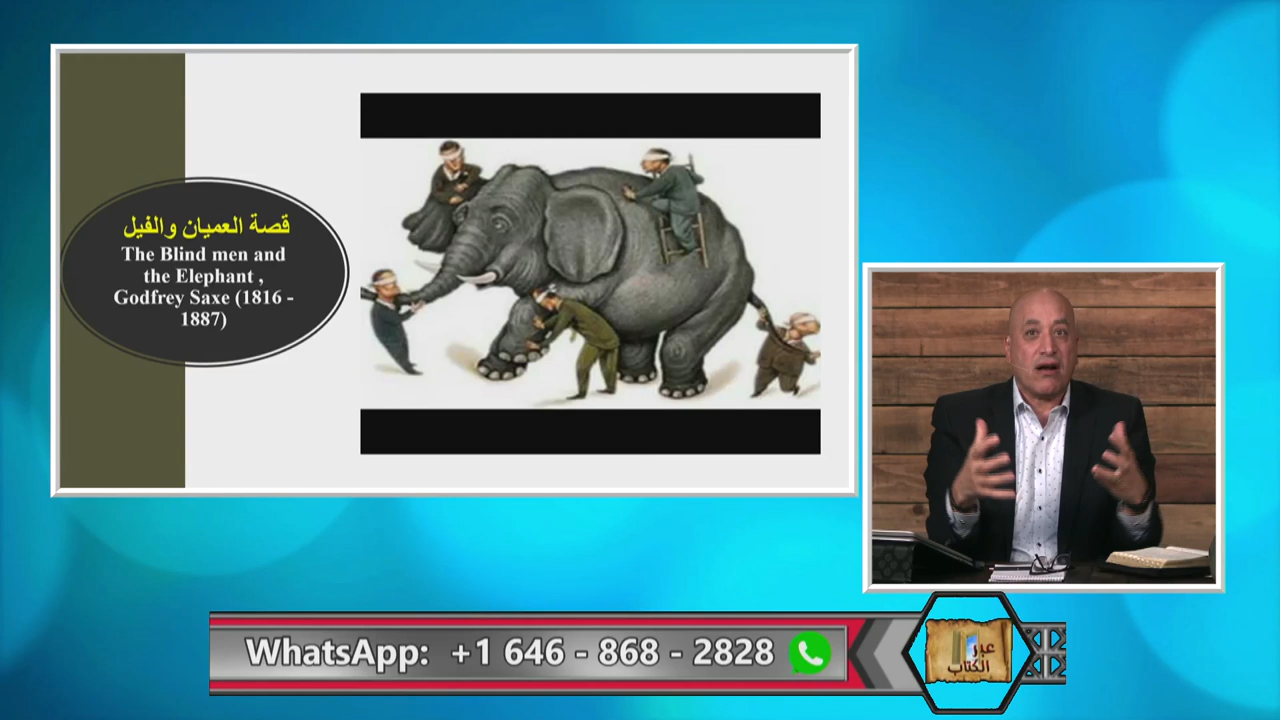 قصة العميان والفيل
The Blind men and
the Elephant ,
Godfrey Saxe (1816 -
1887)
WhatsApp: +1 646 - 868 - 2828
عبر
الكتاب